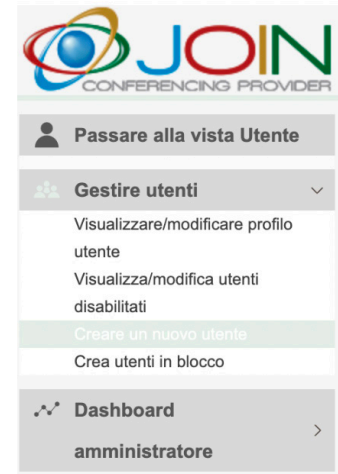 JOIN
CONFERENCING PROVIDER
Passare alla vista Utente
Gestire utenti
Visualizzare/modificare profilo
utente
Visualizza/modifica utenti
disabilitati
Creare un nuovo utente
Crea utenti in blocco
Dashboard
amministratore